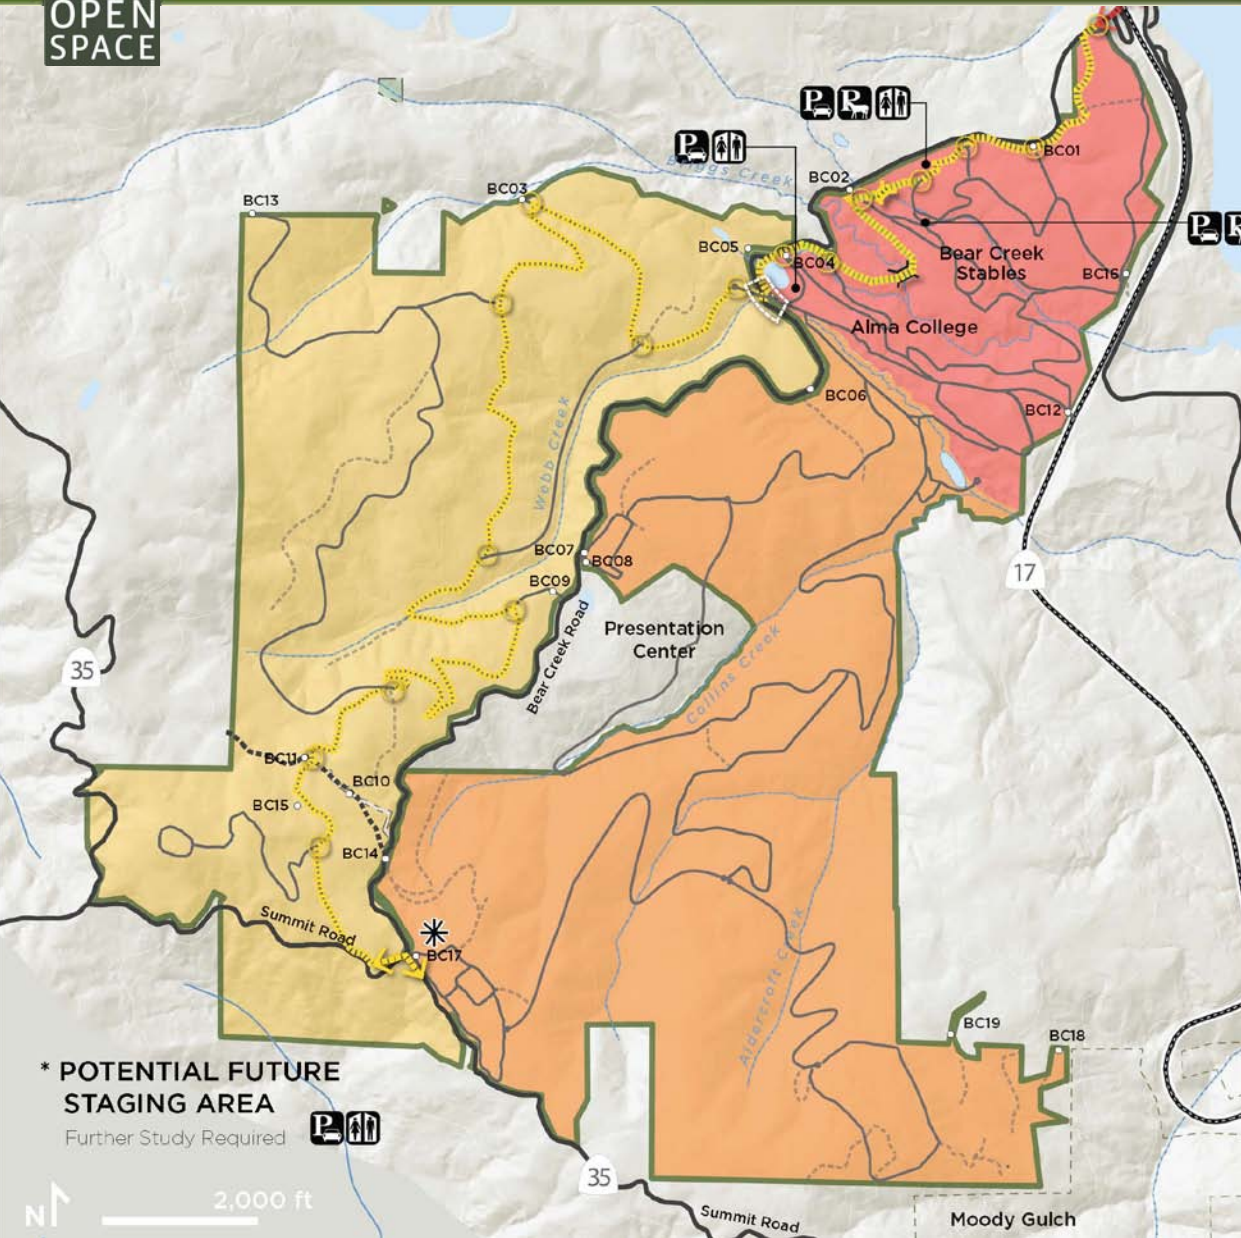 OPEN
SPACE
P R
P
Briggs Creek
BC01
BC02
BC03
BC13
P R
BC05
BC04
Bear Creek
Stables
BC16
Alma College
BC06
BC12
Webb Creek
BC07
BC08
BC09
17
Presentation
Center
Bear Creek Road
Collins Creek
35
BC11
BC10
BC15
BC14
Summit Road
BC17
Aldercroft Creek
BC19
BC18
* POTENTIAL FUTURE
STAGING AREA
Further Study Required
P
35
N
2,000 ft
Summit Road
Moody Gulch